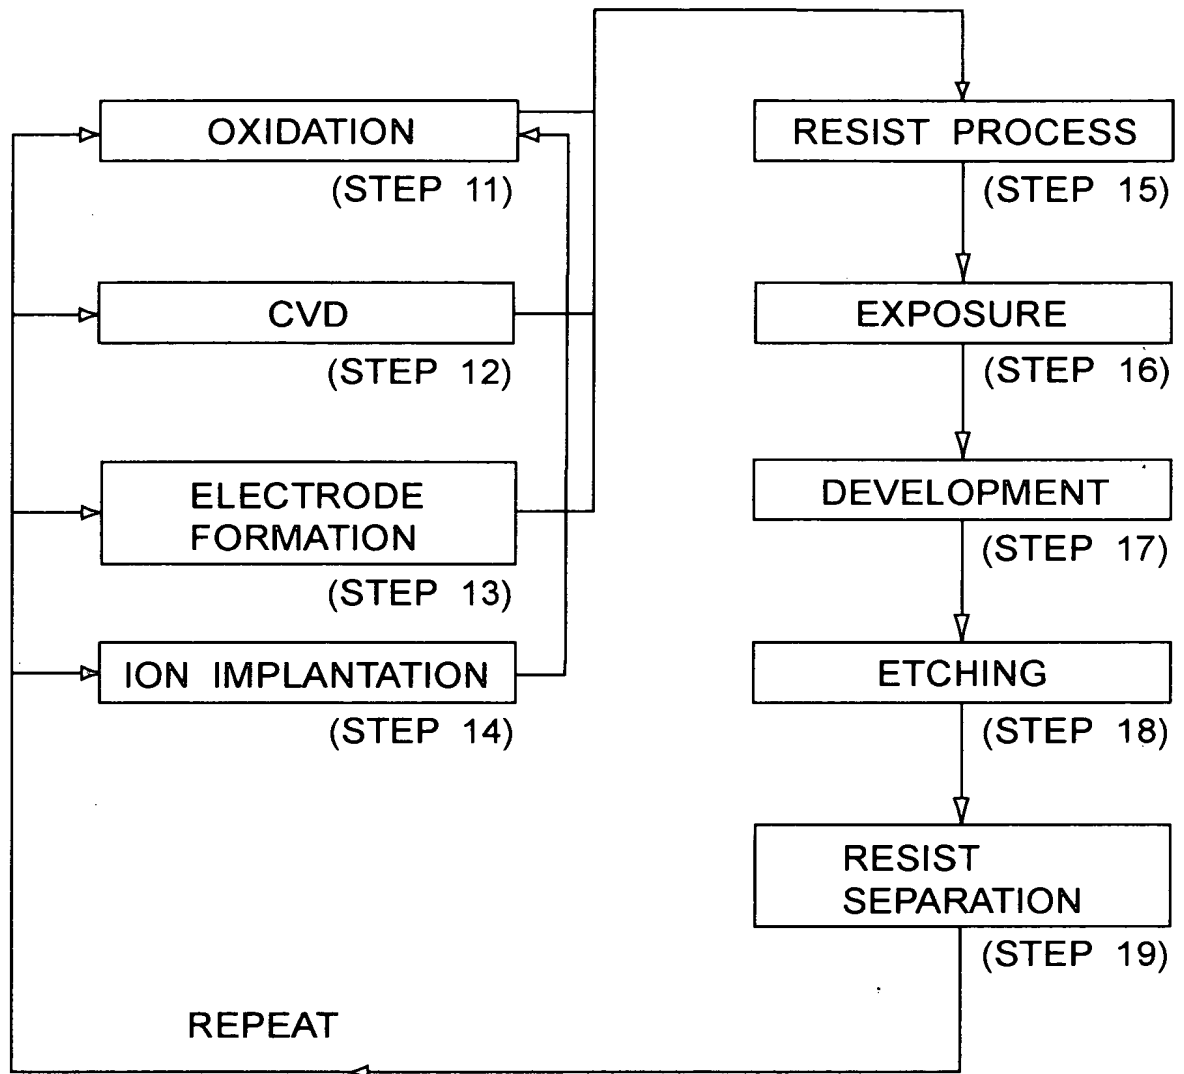 OXIDATION
(STEP 11)
CVD
(STEP 12)
ELECTRODE
FORMATION
(STEP 13)
ION IMPLANTATION
(STEP 14)
RESIST PROCESS
(STEP 15)
EXPOSURE
(STEP 16)
DEVELOPMENT
(STEP 17)
ETCHING
(STEP 18)
RESIST
SEPARATION
(STEP 19)
REPEAT